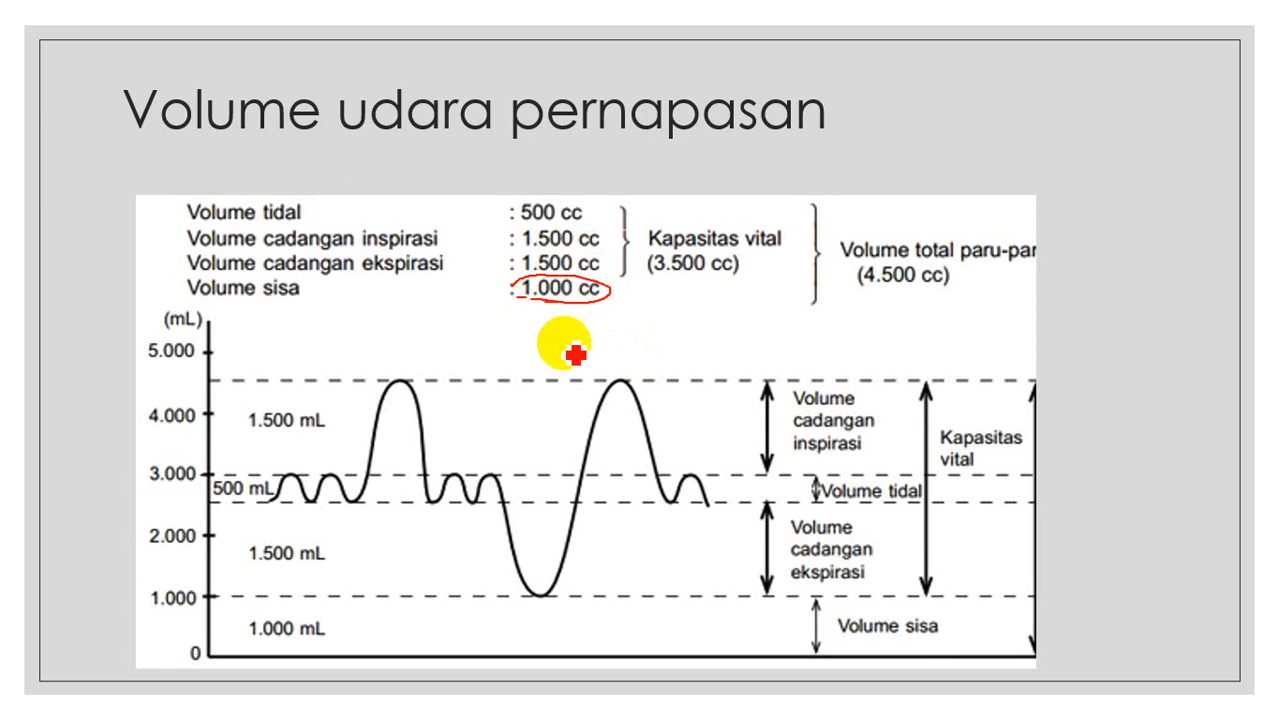 Volume udara pernapasan
Volume tidal : 500 cc
Volume cadangan inspirasi : 1.500 cc
Volume cadangan ekspirasi : 1.500 cc
Volume sisa : 1.000 cc
Kapasitas vital
(3.500 cc)
Volume total paru-par
(4.500 cc)
(mL)
5.000
4.000
3.000
2.000
1.000
0
1.500 mL
500 mL
1.500 mL
1.000 mL
Volume
cadangan
inspirasi
Volume tidal
Volume
cadangan
ekspirasi
Volume sisa
Kapasitas
vital